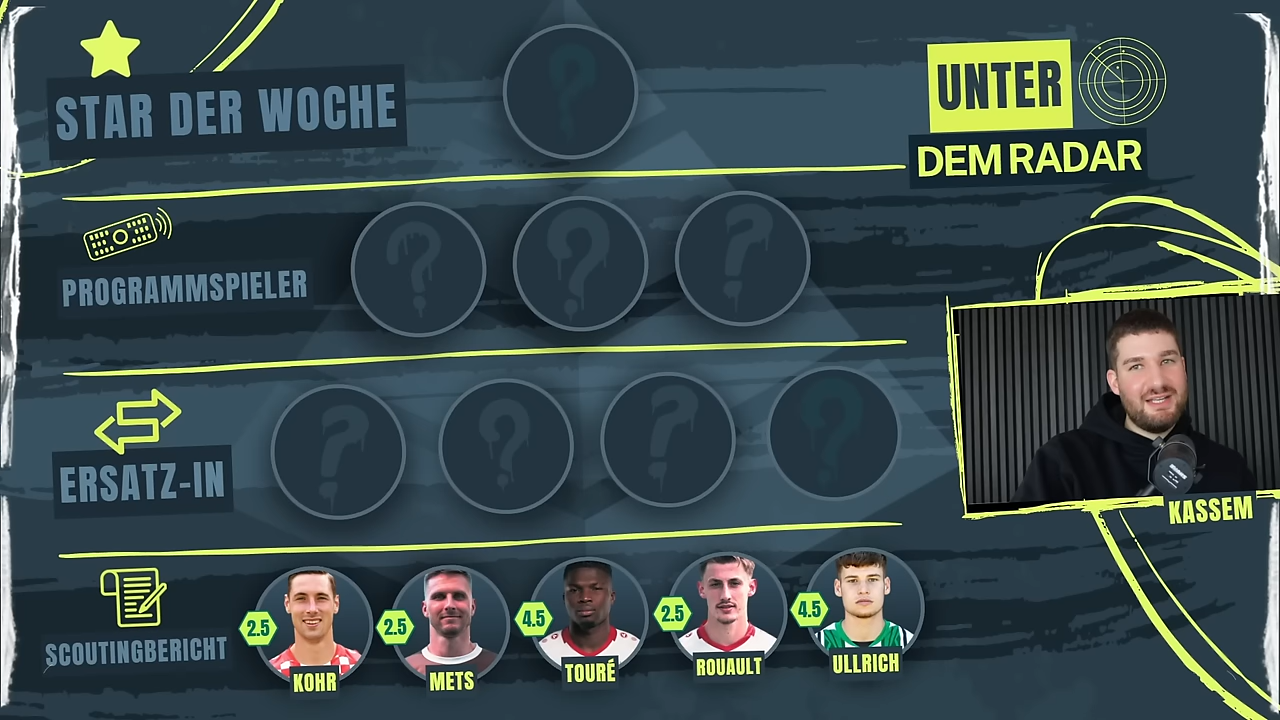 STAR DER WOCHE
UNTER
DEM RADAR
PROGRAMMSPIELER
ERSATZ-IN
KASSEM
SCOUTINGBERICHT
2.5
KOHR
2.5
METS
4.5
TOURÉ
2.5
ROUAULT
4.5
ULLRICH